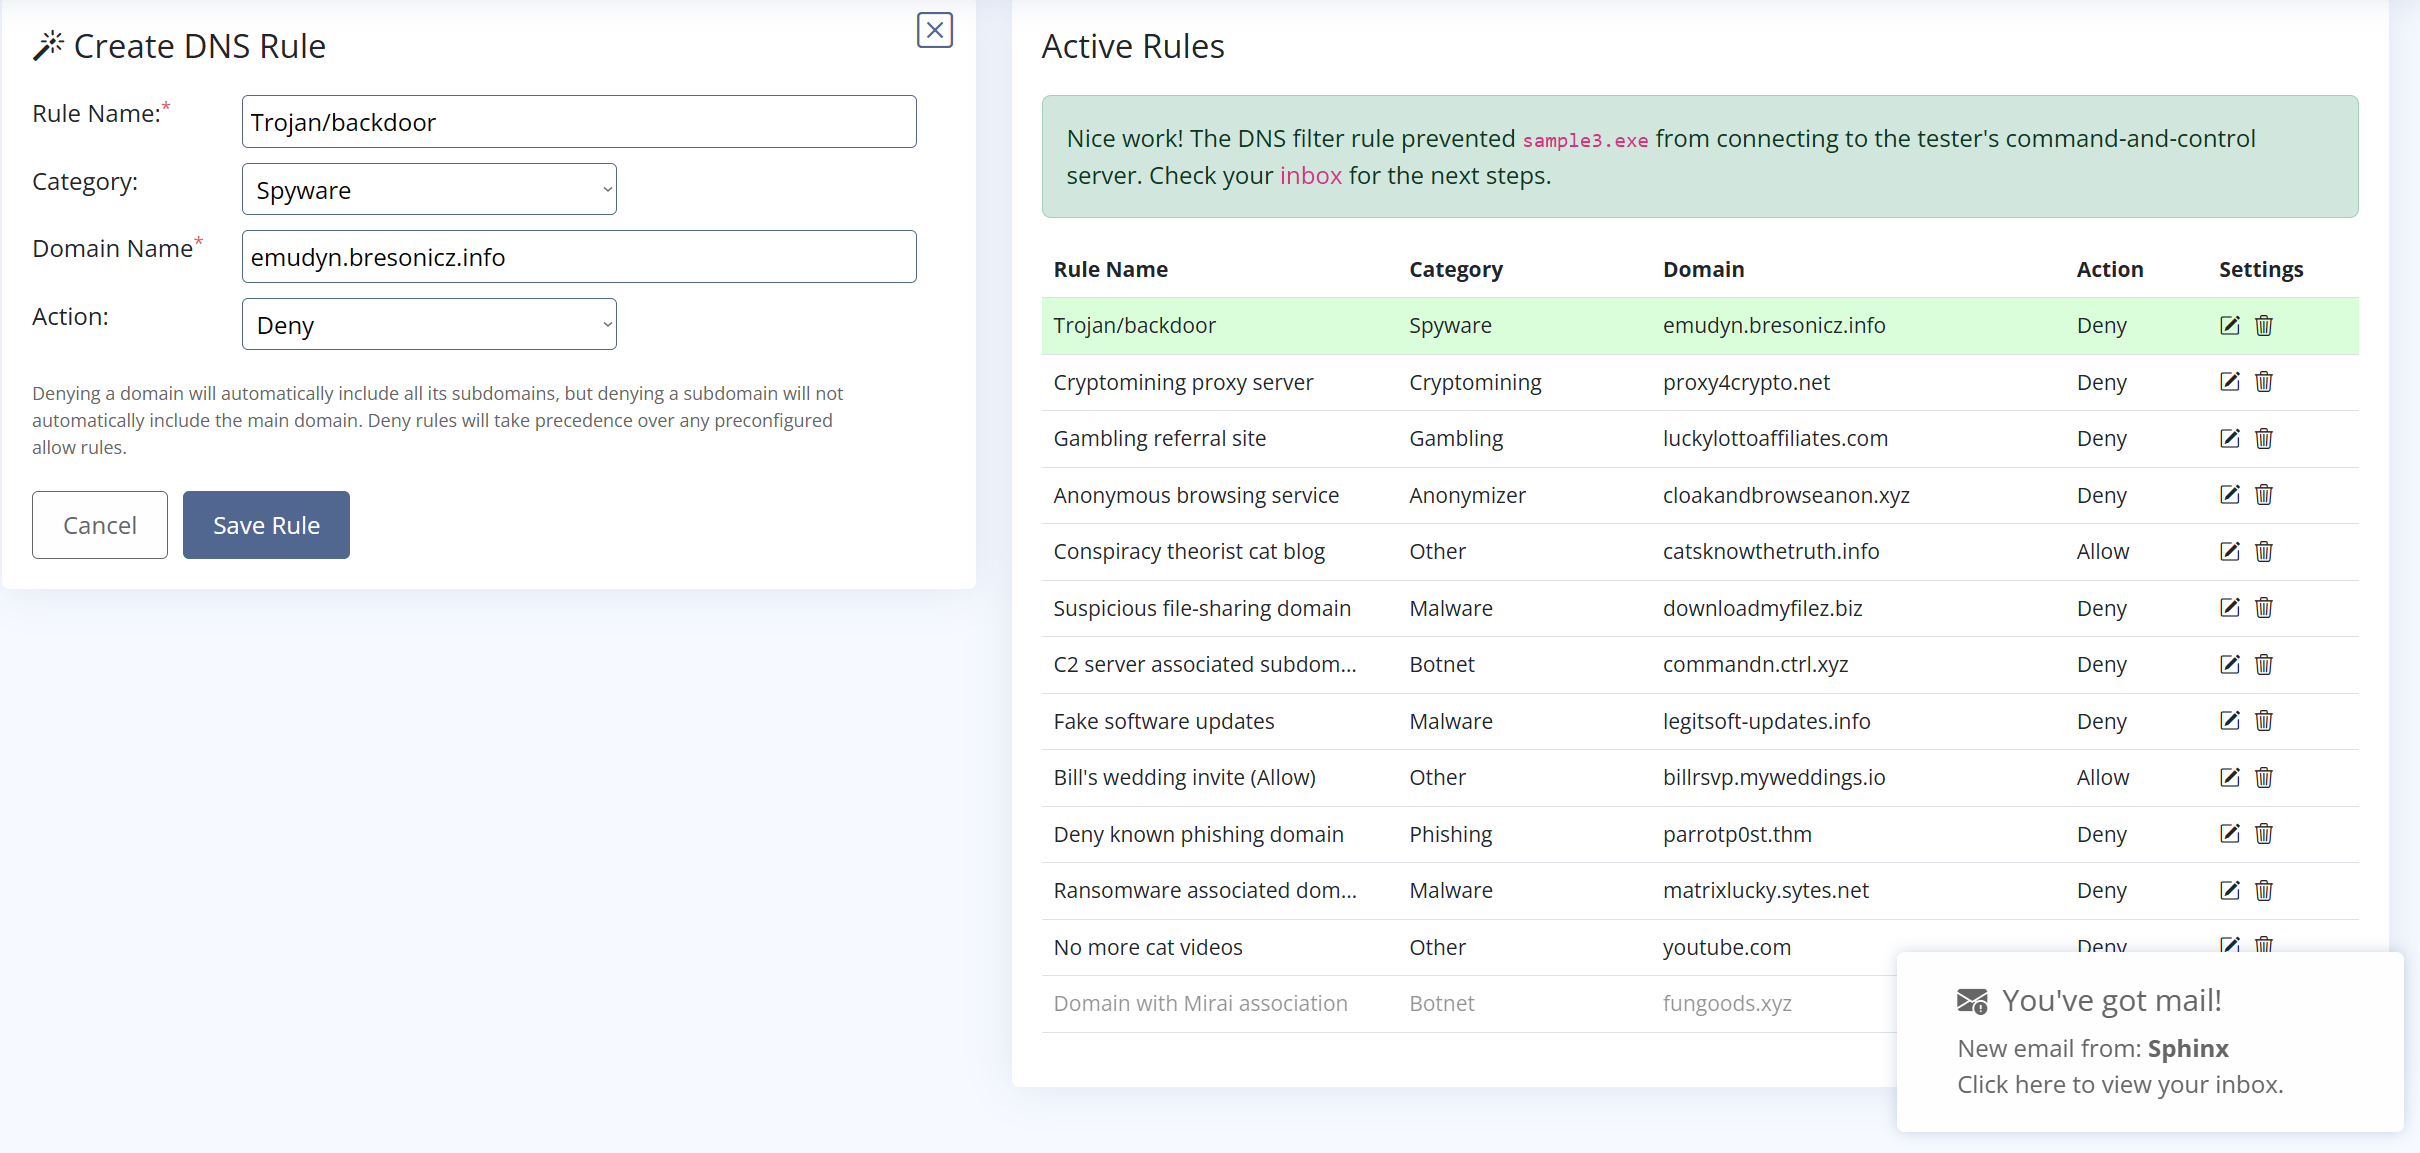 Create DNS Rule
Rule Name:*
Trojan/backdoor
Category:
Spyware
Domain Name*
emudyn.bresonicz.info
Action:
Deny
Denying a domain will automatically include all its subdomains, but denying a subdomain will not
automatically include the main domain. Deny rules will take precedence over any preconfigured
allow rules.
Cancel Save Rule
Active Rules
Nice work! The DNS filter rule prevented sample3.exe from connecting to the tester's command-and-control
server. Check your inbox for the next steps.
Rule Name Category Domain Action Settings
Trojan/backdoor Spyware emudyn.bresonicz.info Deny
Cryptomining proxy server Cryptomining proxy4crypto.net Deny
Gambling referral site Gambling luckylottoaffiliates.com Deny
Anonymous browsing service Anonymizer cloakandbrowseanon.xyz Deny
Conspiracy theorist cat blog Other catsknowthetruth.info Allow
Suspicious file-sharing domain Malware downloadmyfilez.biz Deny
C2 server associated subdom... Botnet commandn.ctrl.xyz Deny
Fake software updates Malware legitsoft-updates.info Deny
Bill's wedding invite (Allow) Other billrsvp.myweddings.io Allow
Deny known phishing domain Phishing parrotp0st.thm Deny
Ransomware associated dom... Malware matrixlucky.sytes.net Deny
No more cat videos Other youtube.com Deny
Domain with Mirai association Botnet fungoods.xyz
You've got mail!
New email from: Sphinx
Click here to view your inbox.